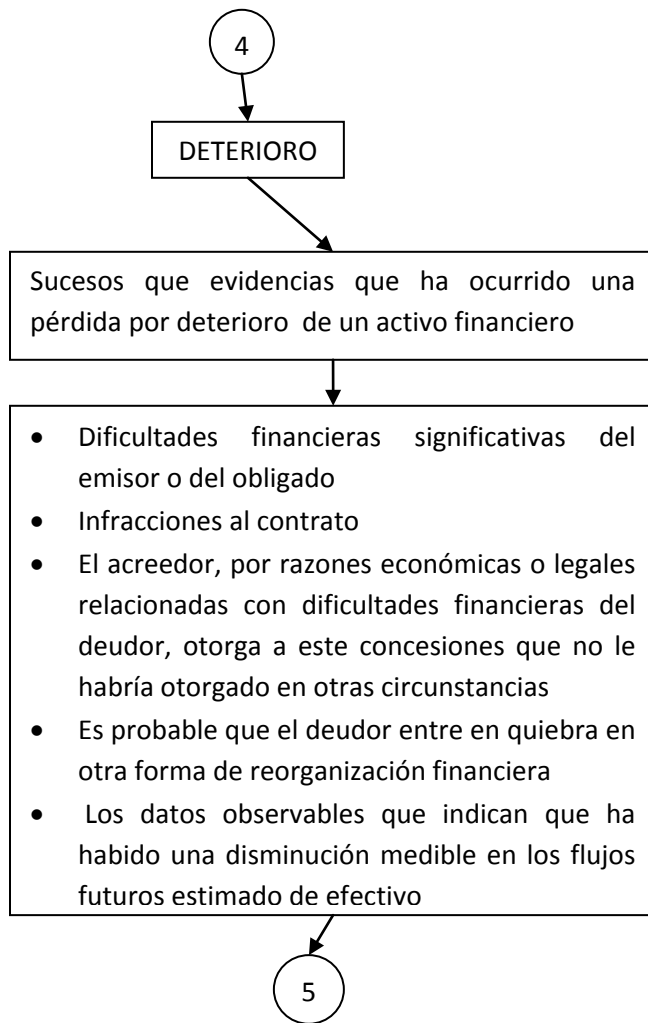 4
DETERIORO
Sucesos que evidencias que ha ocurrido una
pérdida por deterioro de un activo financiero
• Dificultades financieras significativas del
emisor o del obligado
• Infracciones al contrato
• El acreedor, por razones económicas o legales
relacionadas con dificultades financieras del
deudor, otorga a este concesiones que no le
habría otorgado en otras circunstancias
• Es probable que el deudor entre en quiebra en
otra forma de reorganización financiera
• Los datos observables que indican que ha
habido una disminución medible en los flujos
futuros estimado de efectivo
5